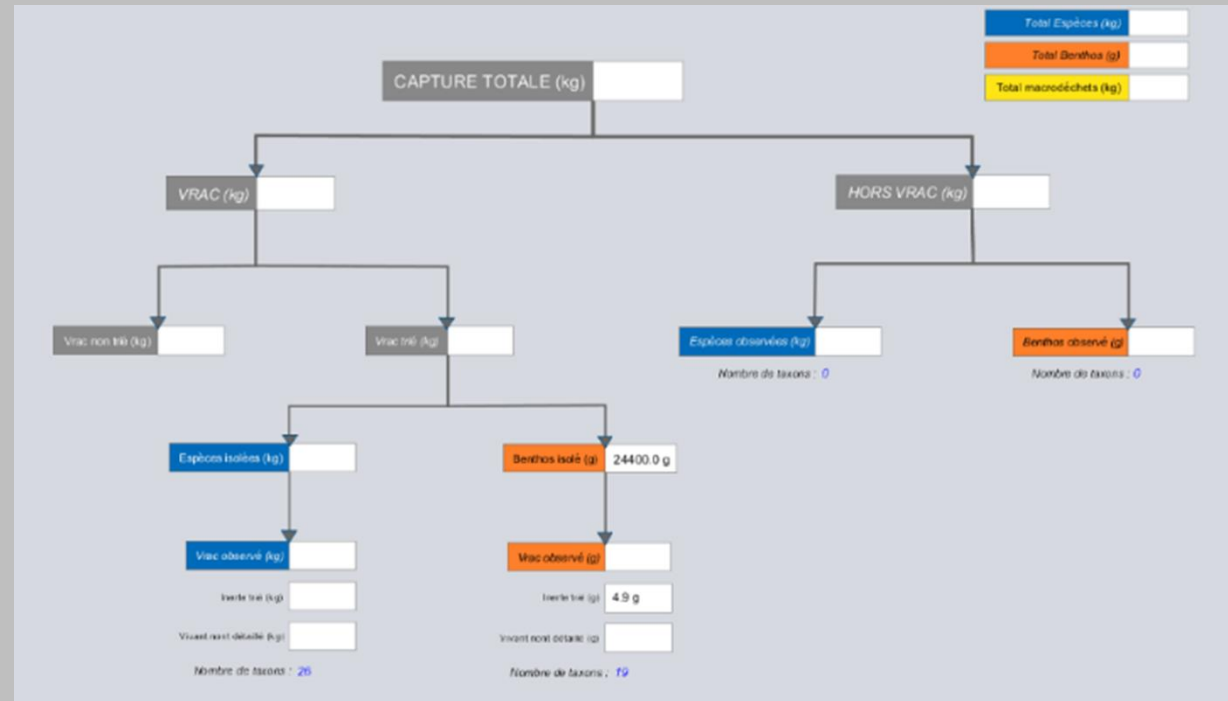 Total Espèces (kg)
Total Benthos (g)
Total macrodéchets (kg)
CAPTURE TOTALE (kg)
VRAC (kg)
HORS VRAC (kg)
Vrac non trié (kg)
Vrac trié (kg)
Espèces observées (kg)
Benthos observé (g)
Nombre de taxons : 0
Nombre de taxons : 0
Espèces isolées (kg)
Benthos isolé (g) 24400.0 g
Vrac observé (kg)
Vrac observé (g)
Inerte trié (kg)
Inerte trié (g) 4.9 g
Vivant nont détaillé (kg)
Vivant nont détaillé (g)
Nombre de taxons : 26
Nombre de taxons : 19